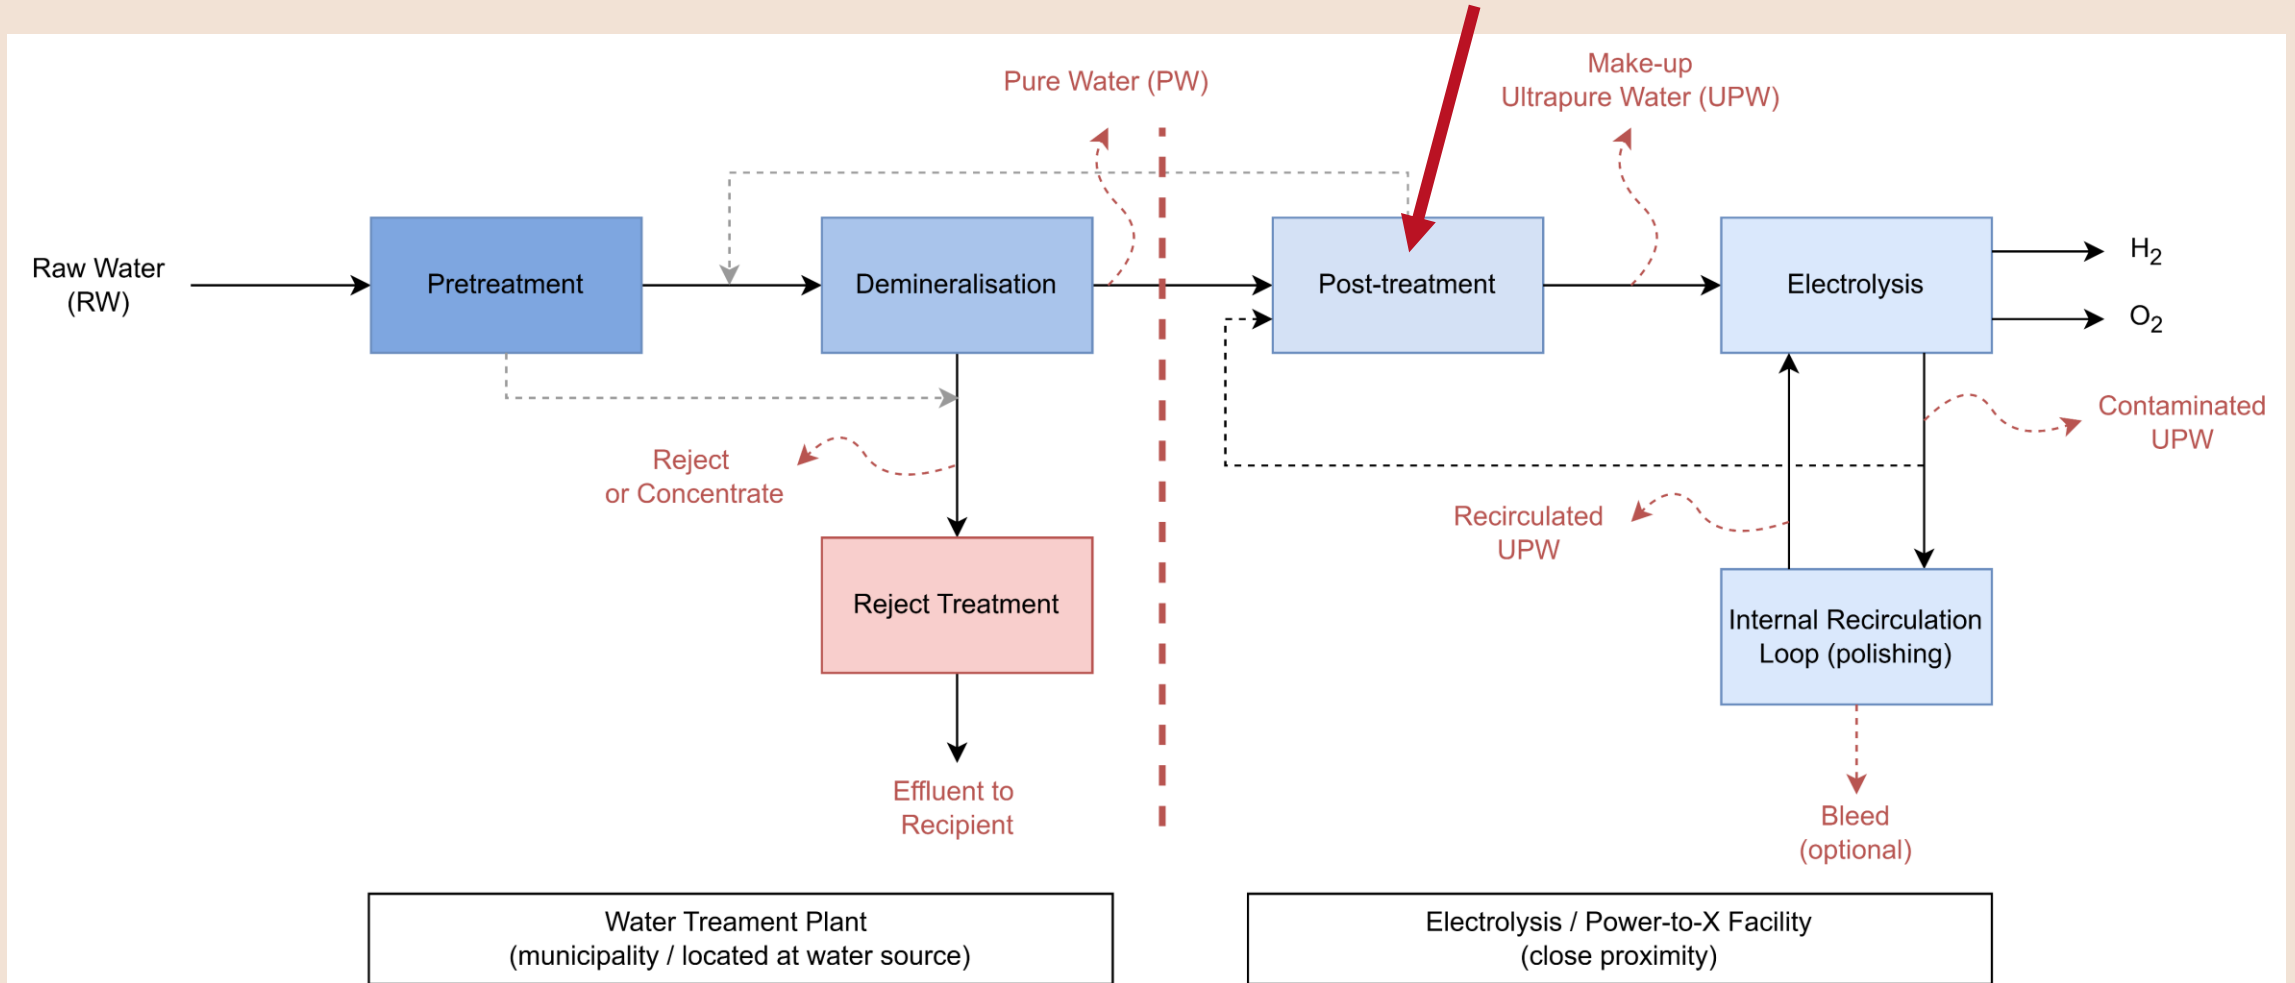 Pure Water (PW)
Make-up
Ultrapure Water (UPW)
Raw Water
(RW)
Pretreatment
Demineralisation
Post-treatment
Electrolysis
H2
O2
Reject
or Concentrate
Contaminated
UPW
Recirculated
UPW
Reject Treatment
Internal Recirculation
Loop (polishing)
Effluent to
Recipient
Bleed
(optional)
Water Treament Plant
(municipality / located at water source)
Electrolysis / Power-to-X Facility
(close proximity)